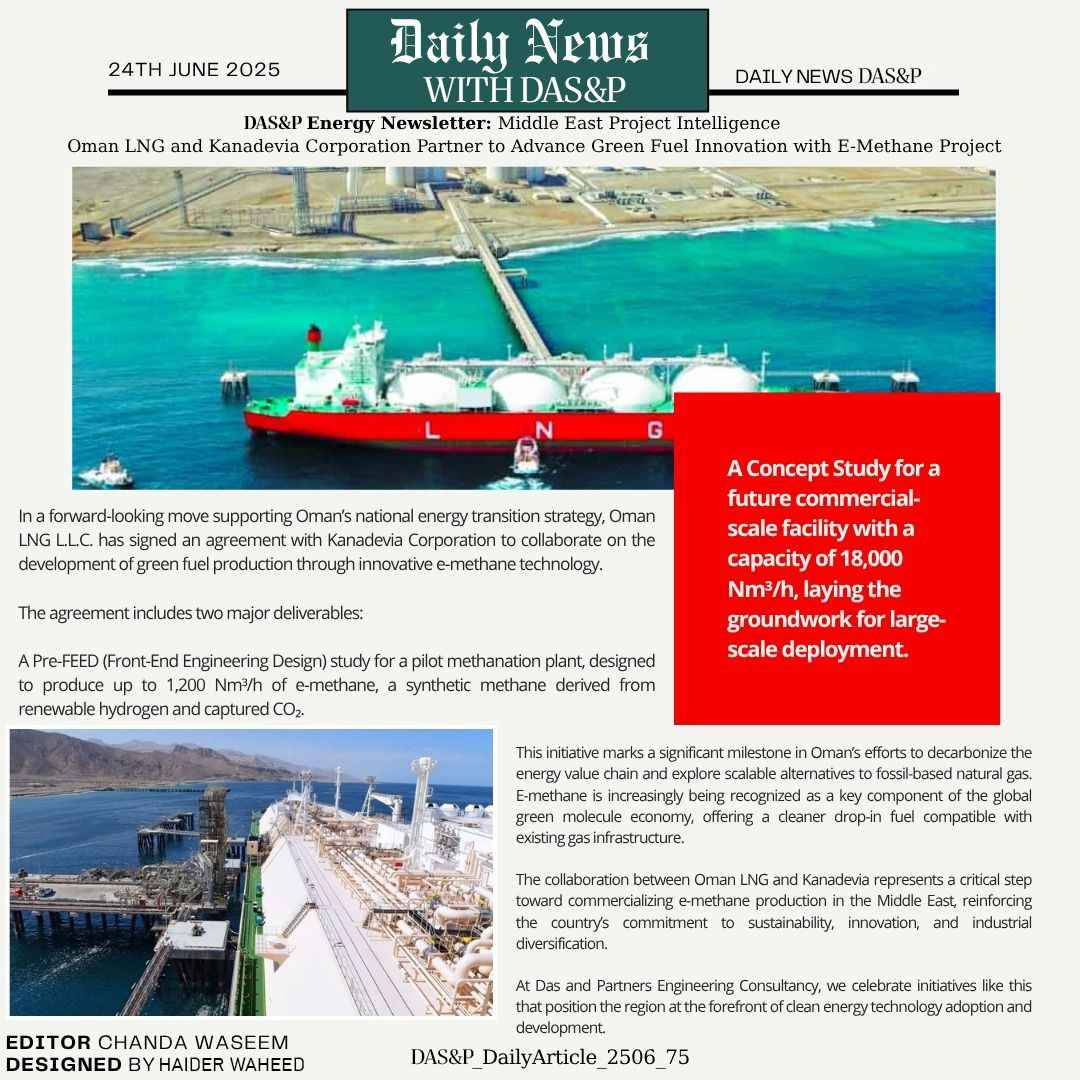 24TH JUNE 2025
Daily News
WITH DAS&P
DAILY NEWS DAS&P
DAS&P Energy Newsletter: Middle East Project Intelligence
Oman LNG and Kanadevia Corporation Partner to Advance Green Fuel Innovation with E-Methane Project
L N G
A Concept Study for a
future commercial-
scale facility with a
capacity of 18,000
Nm³/h, laying the
groundwork for large-
scale deployment.
In a forward-looking move supporting Oman’s national energy transition strategy, Oman
LNG L.L.C. has signed an agreement with Kanadevia Corporation to collaborate on the
development of green fuel production through innovative e-methane technology.
The agreement includes two major deliverables:
A Pre-FEED (Front-End Engineering Design) study for a pilot methanation plant, designed
to produce up to 1,200 Nm³/h of e-methane, a synthetic methane derived from
renewable hydrogen and captured CO₂.
This initiative marks a significant milestone in Oman’s efforts to decarbonize the
energy value chain and explore scalable alternatives to fossil-based natural gas.
E-methane is increasingly being recognized as a key component of the global
green molecule economy, offering a cleaner drop-in fuel compatible with
existing gas infrastructure.
The collaboration between Oman LNG and Kanadevia represents a critical step
toward commercializing e-methane production in the Middle East, reinforcing
the country’s commitment to sustainability, innovation, and industrial
diversification.
At Das and Partners Engineering Consultancy, we celebrate initiatives like this
that position the region at the forefront of clean energy technology adoption and
development.
EDITOR CHANDA WASEEM
DESIGNED BY HAIDER WAHEED
DAS&P_DailyArticle_2506_75